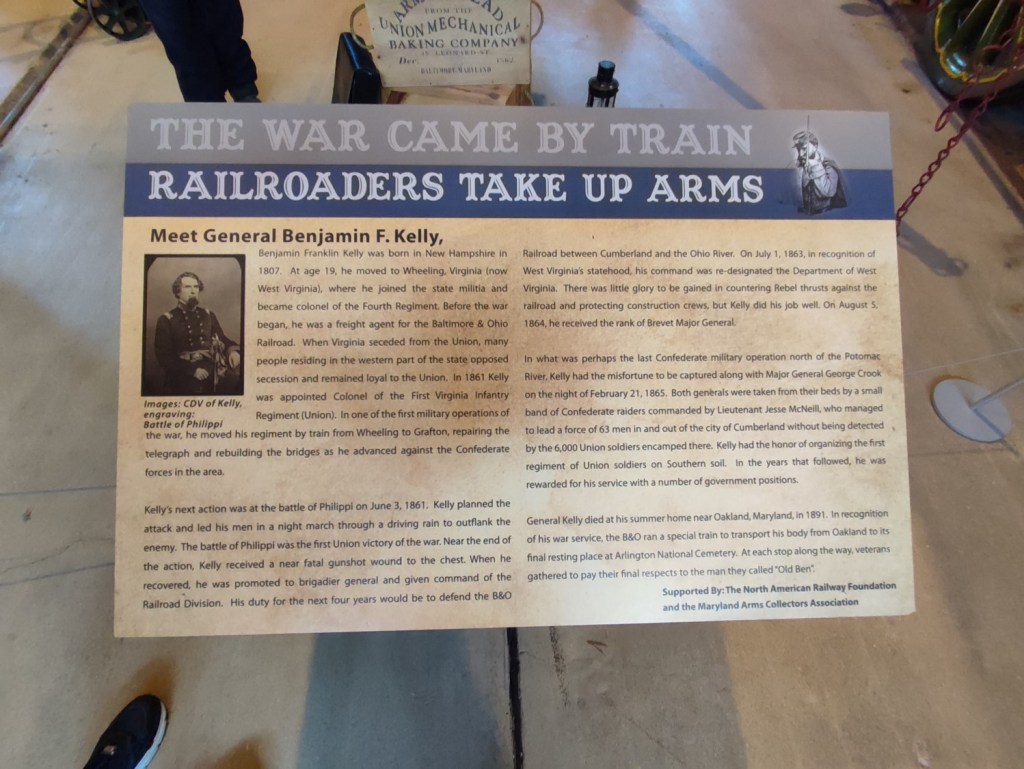 FROM THE
UNION MECHANICAL
BAKING COMPANY
Dec. 1862
BALTIMORE MARYLAND
THE WAR CAME BY TRAIN
RAILROADERS TAKE UP ARMS
Meet General Benjamin F. Kelly,
Benjamin Franklin Kelly was born in New Hampshire in
1807. At age 19, he moved to Wheeling, Virginia (now
West Virginia), where he joined the state militia and
became colonel of the Fourth Regiment. Before the war
began, he was a freight agent for the Baltimore & Ohio
Railroad. When Virginia seceded from the Union, many
people residing in the western part of the state opposed
secession and remained loyal to the Union. In 1861 Kelly
was appointed Colonel of the First Virginia Infantry
Regiment (Union). In one of the first military operations of
the war, he moved his regiment by train from Wheeling to Grafton, repairing the
telegraph and rebuilding the bridges as he advanced against the Confederate
forces in the area.
Images: CDV of Kelly,
engraving:
Battle of Philippi
Kelly's next action was at the battle of Philippi on June 3, 1861. Kelly planned the
attack and led his men in a night march through a driving rain to outflank the
enemy. The battle of Philippi was the first Union victory of the war. Near the end of
the action, Kelly received a near fatal gunshot wound to the chest. When he
recovered, he was promoted to brigadier general and given command of the
Railroad Division. His duty for the next four years would be to defend the B&O
Railroad between Cumberland and the Ohio River. On July 1, 1863, in recognition of
West Virginia's statehood, his command was re-designated the Department of West
Virginia. There was little glory to be gained in countering Rebel thrusts against the
railroad and protecting construction crews, but Kelly did his job well. On August 5,
1864, he received the rank of Brevet Major General.
In what was perhaps the last Confederate military operation north of the Potomac
River, Kelly had the misfortune to be captured along with Major General George Crook
on the night of February 21, 1865. Both generals were taken from their beds by a small
band of Confederate raiders commanded by Lieutenant Jesse McNeill, who managed
to lead a force of 63 men in and out of the city of Cumberland without being detected
by the 6,000 Union soldiers encamped there. Kelly had the honor of organizing the first
regiment of Union soldiers on Southern soil. In the years that followed, he was
rewarded for his service with a number of government positions.
General Kelly died at his summer home near Oakland, Maryland, in 1891. In recognition
of his war service, the B&O ran a special train to transport his body from Oakland to its
final resting place at Arlington National Cemetery. At each stop along the way, veterans
gathered to pay their final respects to the man they called "Old Ben".
Supported By: The North American Railway Foundation
and the Maryland Arms Collectors Association